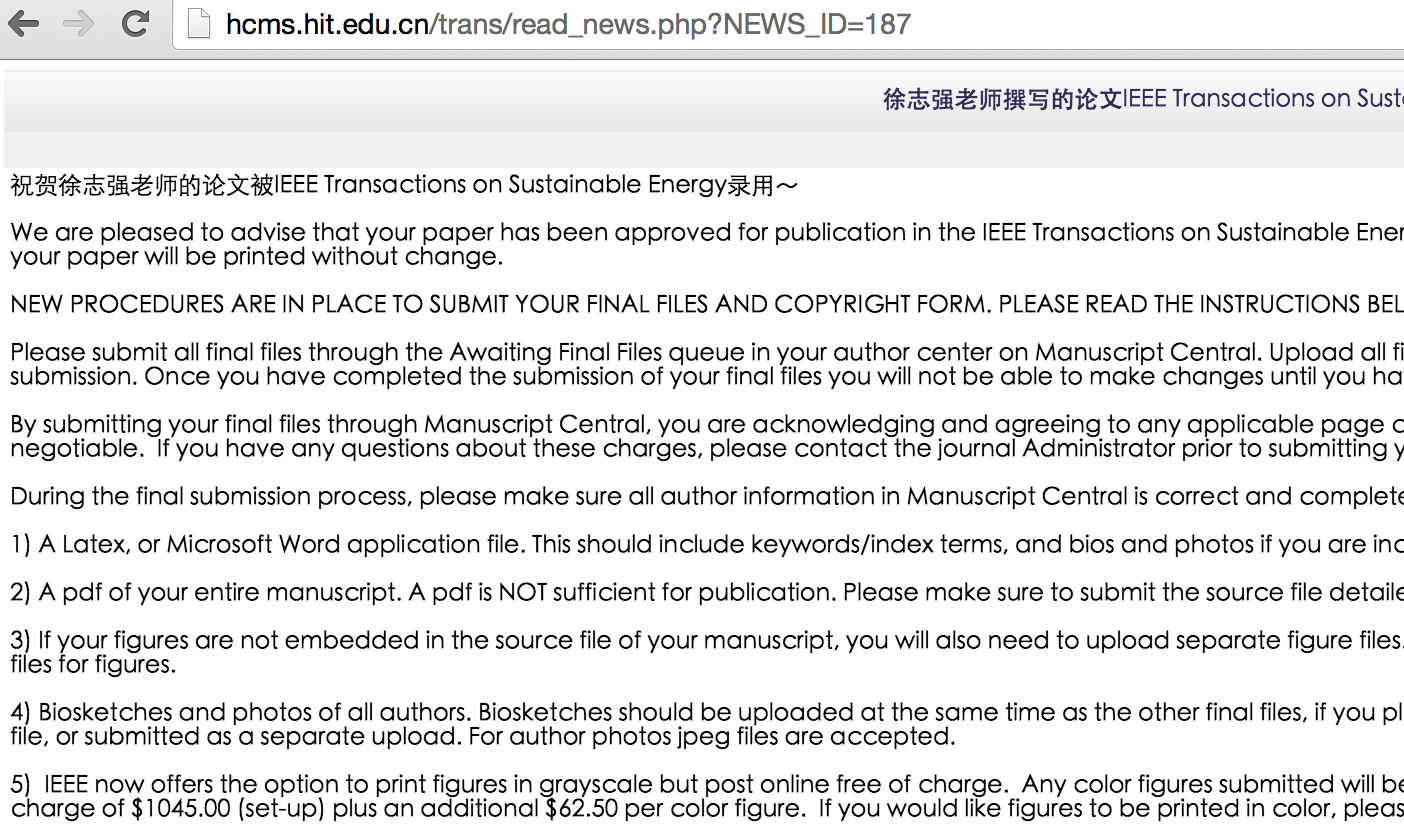 hcms.hit.edu.cn/trans/read_news.php?NEWS_ID=187
徐志强老师撰写的论文IEEE Transactions on Sust
祝贺徐志强老师的论文被IEEE Transactions on Sustainable Energy录用～
We are pleased to advise that your paper has been approved for publication in the IEEE Transactions on Sustainable Ener
your paper will be printed without change.
NEW PROCEDURES ARE IN PLACE TO SUBMIT YOUR FINAL FILES AND COPYRIGHT FORM. PLEASE READ THE INSTRUCTIONS BEL
Please submit all final files through the Awaiting Final Files queue in your author center on Manuscript Central. Upload all fi
submission. Once you have completed the submission of your final files you will not be able to make changes until you ha
By submitting your final files through Manuscript Central, you are acknowledging and agreeing to any applicable page c
negotiable.  If you have any questions about these charges, please contact the journal Administrator prior to submitting y
During the final submission process, please make sure all author information in Manuscript Central is correct and complete
1) A Latex, or Microsoft Word application file. This should include keywords/index terms, and bios and photos if you are inc
2) A pdf of your entire manuscript. A pdf is NOT sufficient for publication. Please make sure to submit the source file detaile
3) If your figures are not embedded in the source file of your manuscript, you will also need to upload separate figure files.
files for figures.
4) Biosketches and photos of all authors. Biosketches should be uploaded at the same time as the other final files, if you pl
file, or submitted as a separate upload. For author photos jpeg files are accepted.
5)  IEEE now offers the option to print figures in grayscale but post online free of charge.  Any color figures submitted will be
charge of $1045.00 (set-up) plus an additional $62.50 per color figure.  If you would like figures to be printed in color, pleas